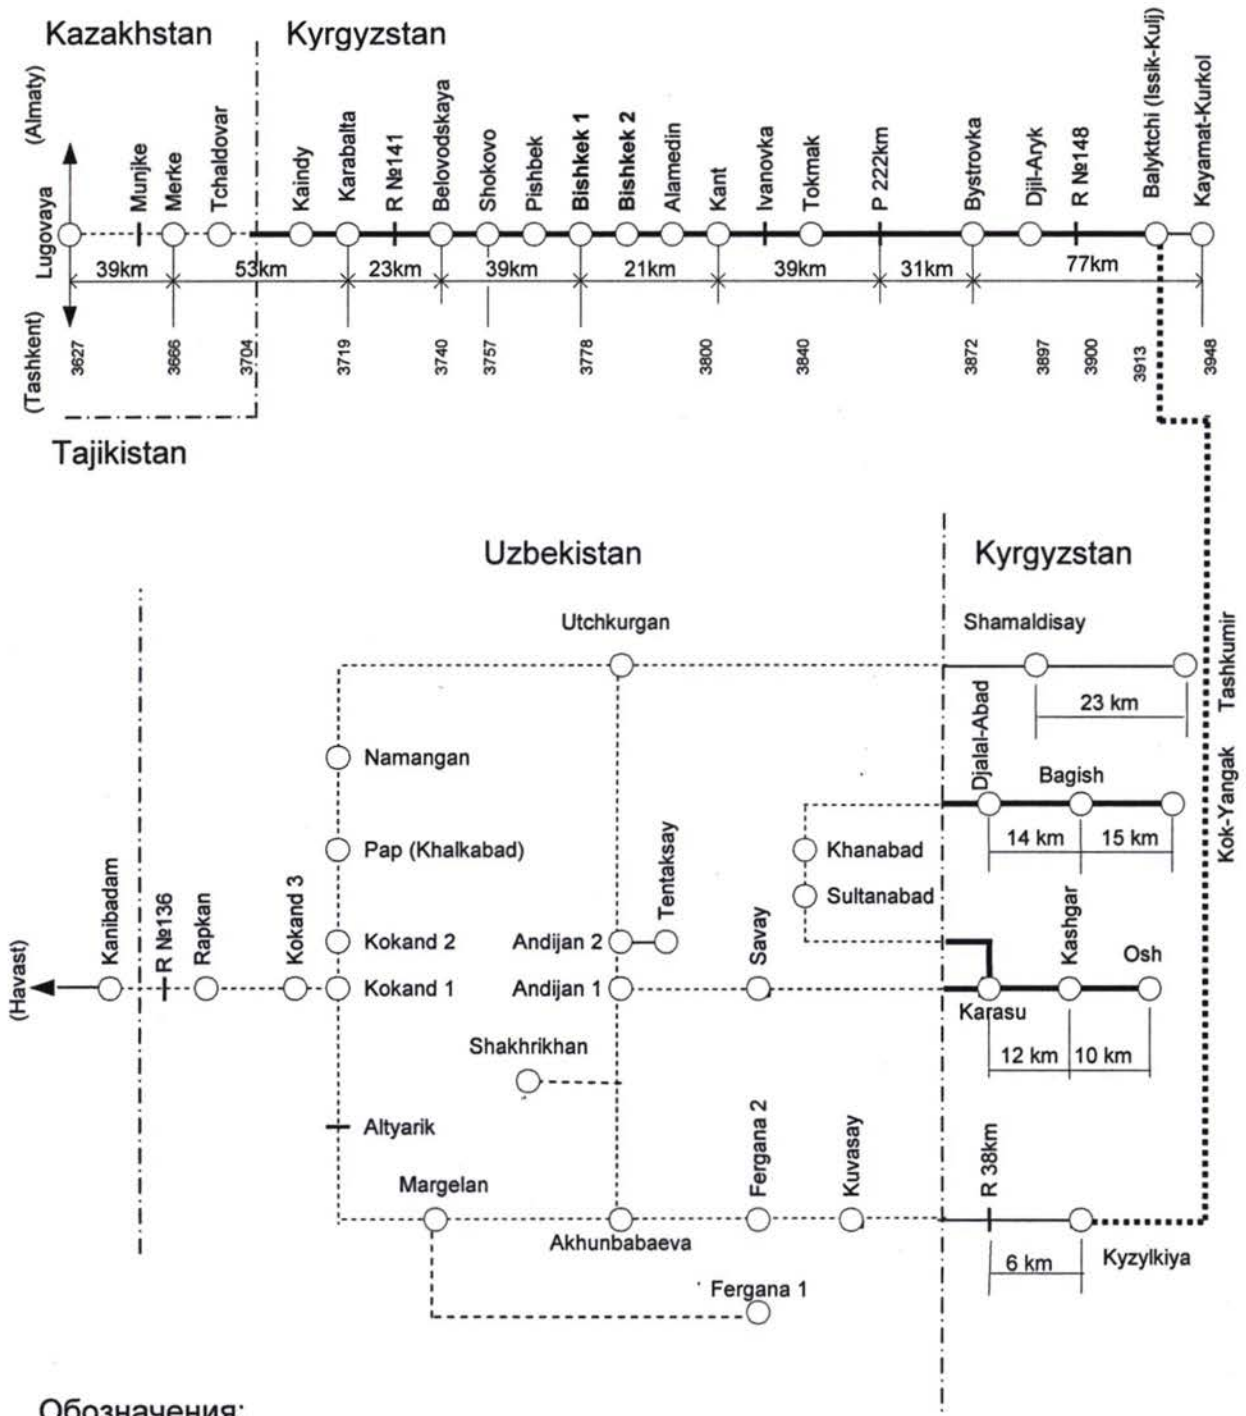 Kazakhstan
Kyrgyzstan
(Almaty)
Lugovaya
(Tashkent)
Munjke
Merke
Tchaldovar
Kaindy
Karabalta
R №141
Belovodskaya
Shokovo
Pishbek
Bishkek 1
Bishkek 2
Alamedin
Kant
Ivanovka
Tokmak
P 222km
Bystrovka
Djil-Aryk
R №148
Balyktchi (Issik-Kulj)
Kayamat-Kurkol
39km
53km
23km
39km
21km
39km
31km
77km
3627
3666
3704
3719
3740
3757
3778
3800
3840
3872
3897
3900
3913
3948
Tajikistan
Uzbekistan
Kyrgyzstan
Utchkurgan
Shamaldisay
Tashkumir
23 km
Namangan
Djalal-Abad
Bagish
Kok-Yangak
Pap (Khalkabad)
Khanabad
14 km
15 km
Sultanabad
Tentaksay
Kanibadam
R №136
Rapkan
Kokand 3
Kokand 2
Andijan 2
Savay
Kashgar
Osh
(Havast)
Kokand 1
Andijan 1
Karasu
12 km
10 km
Shakhrikhan
Altyarik
Margelan
Fergana 2
Kuvasay
R 38km
Akhunbabaeva
6 km
Kyzylkiya
Fergana 1
Обозначения: